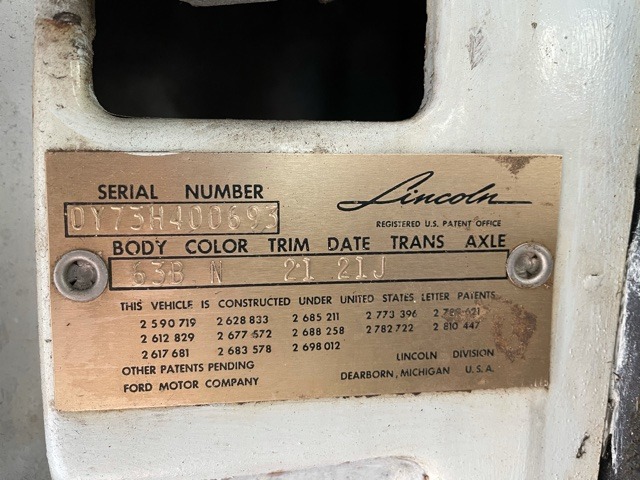 SERIAL NUMBER
Lincoln
0Y73H400693
REGISTERED U.S. PATENT OFFICE
BODY COLOR TRIM DATE TRANS AXLE
63B N 21 21J
THIS VEHICLE IS CONSTRUCTED UNDER UNITED STATES LETTER PATENTS
2 590 719 2 628 833 2 685 211 2 773 396
2 612 829 2 677 572 2 688 258 2 782 722 2 810 447
2 617 681 2 683 578 2 698 012
OTHER PATENTS PENDING
LINCOLN DIVISION
FORD MOTOR COMPANY
DEARBORN, MICHIGAN U.S.A.